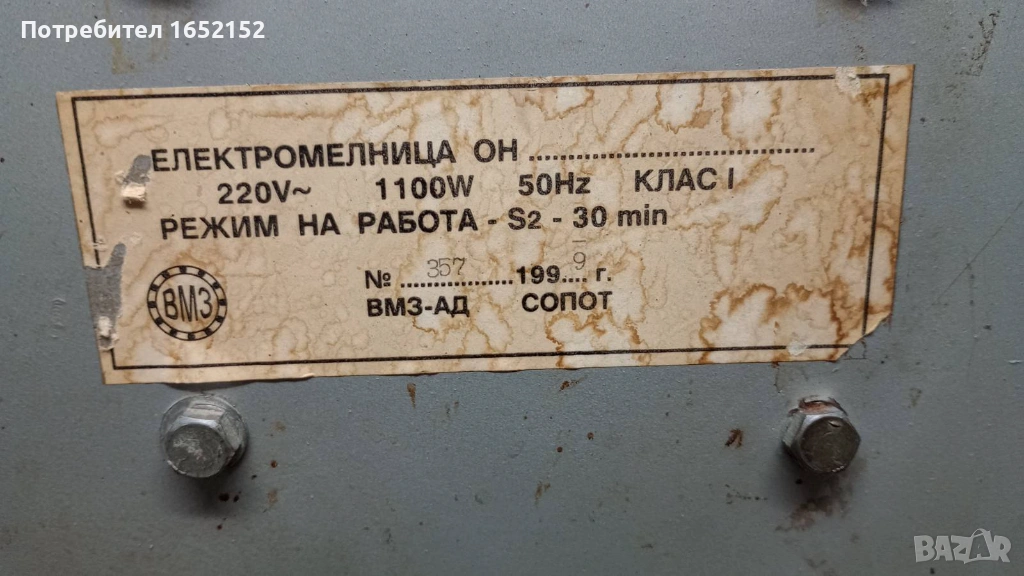 Потребител 1652152
ЕЛЕКТРОМЕЛНИЦА ОН ..............................
220V~ 1100W 50Hz КЛАС I
РЕЖИМ НА РАБОТА - S2 - 30 min
№ ...357........... 1999.... г.
ВМЗ
ВМЗ-АД СОПОТ
BAZAR